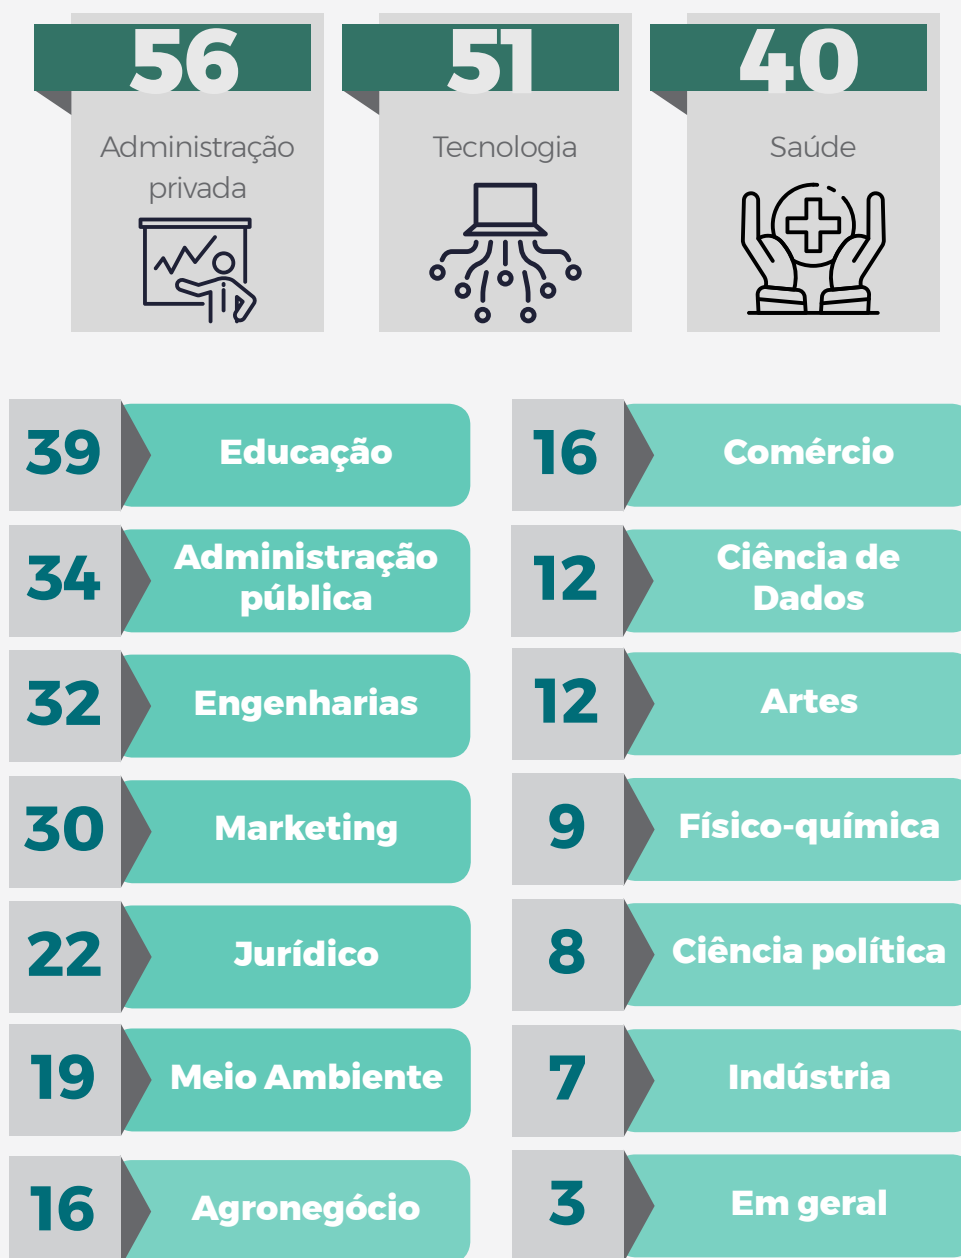 56
Administração
privada
51
Tecnologia
40
Saúde
39
Educação
34
Administração
pública
32
Engenharias
30
Marketing
22
Jurídico
19
Meio Ambiente
16
Agronegócio
16
Comércio
12
Ciência de
Dados
12
Artes
9
Físico-química
8
Ciência política
7
Indústria
3
Em geral